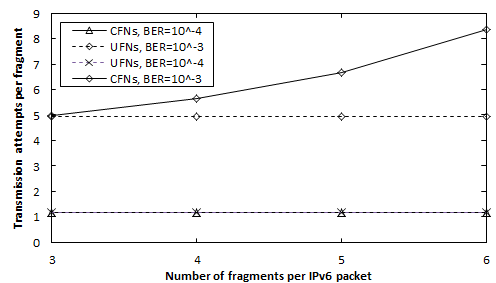 9
8
7
6
5
4
3
2
1
0
Transmission attempts per fragment
CFNs, BER=10^-4
UFNs, BER=10^-3
UFNs, BER=10^-4
CFNs, BER=10^-3
3
4
5
6
Number of fragments per IPv6 packet